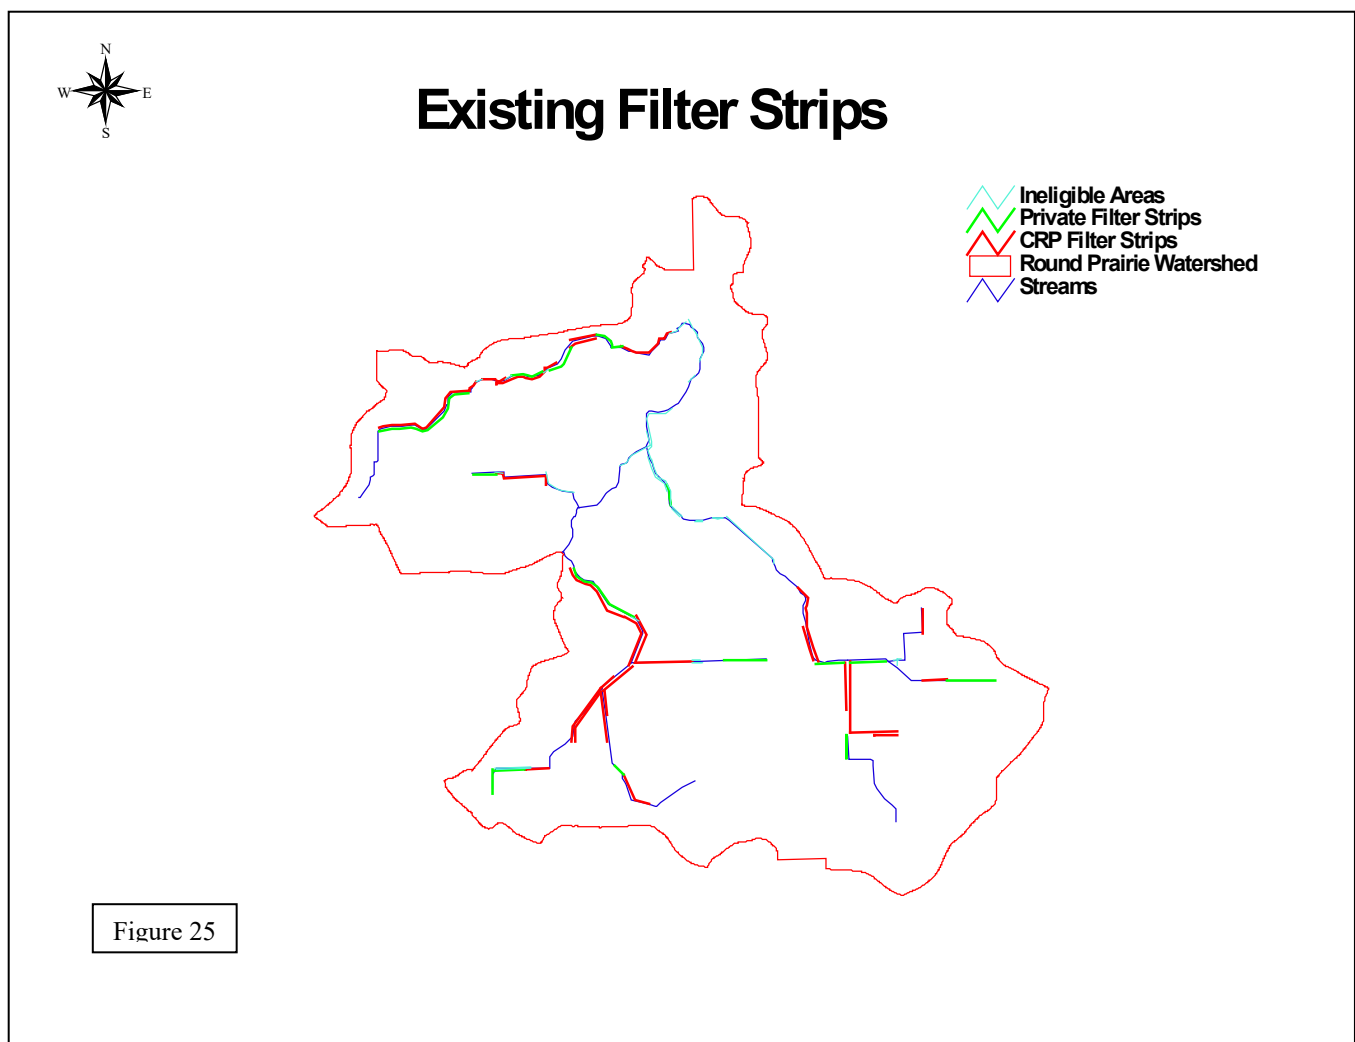 N
W E
S
Existing Filter Strips
Ineligible Areas
Private Filter Strips
CRP Filter Strips
Round Prairie Watershed
Streams
Figure 25